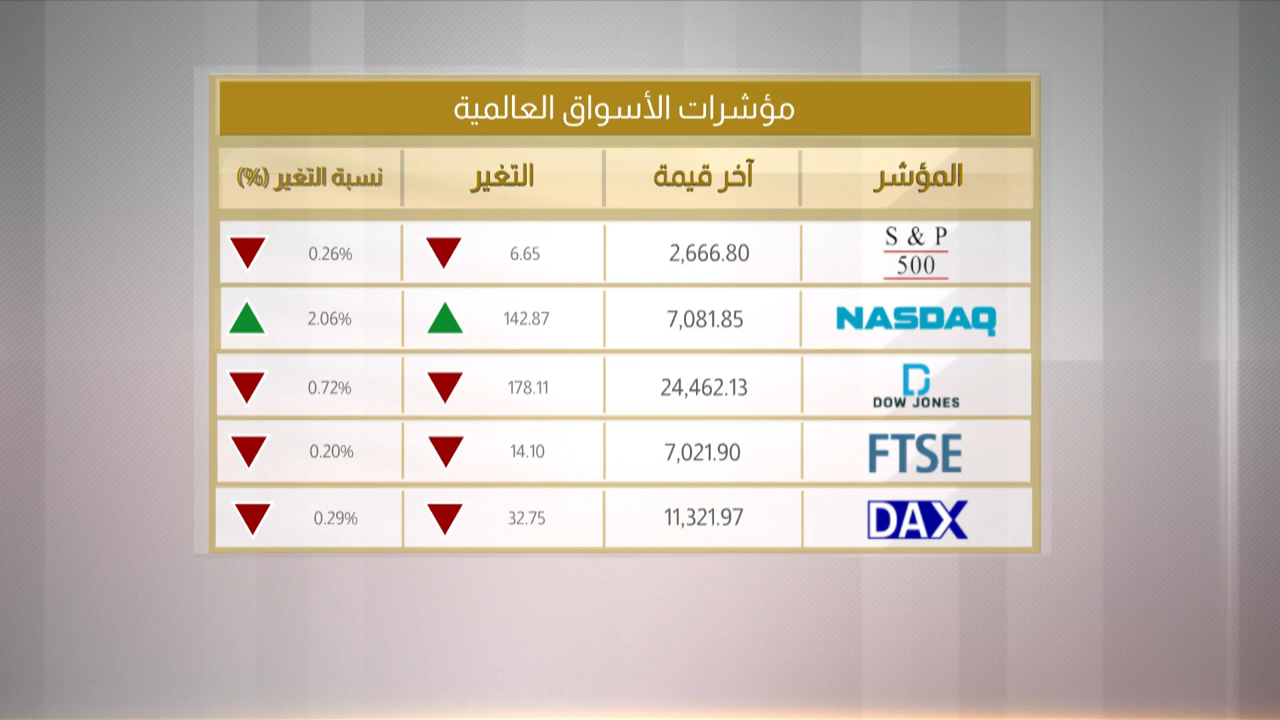 مؤشرات الأسواق العالمية
المؤشر آخر قيمة التغير نسبة التغير (%)
S & P
500 2,666.80 6.65 0.26%
NASDAQ 7,081.85 142.87 2.06%
DOW JONES 24,462.13 178.11 0.72%
FTSE 7,021.90 14.10 0.20%
DAX 11,321.97 32.75 0.29%